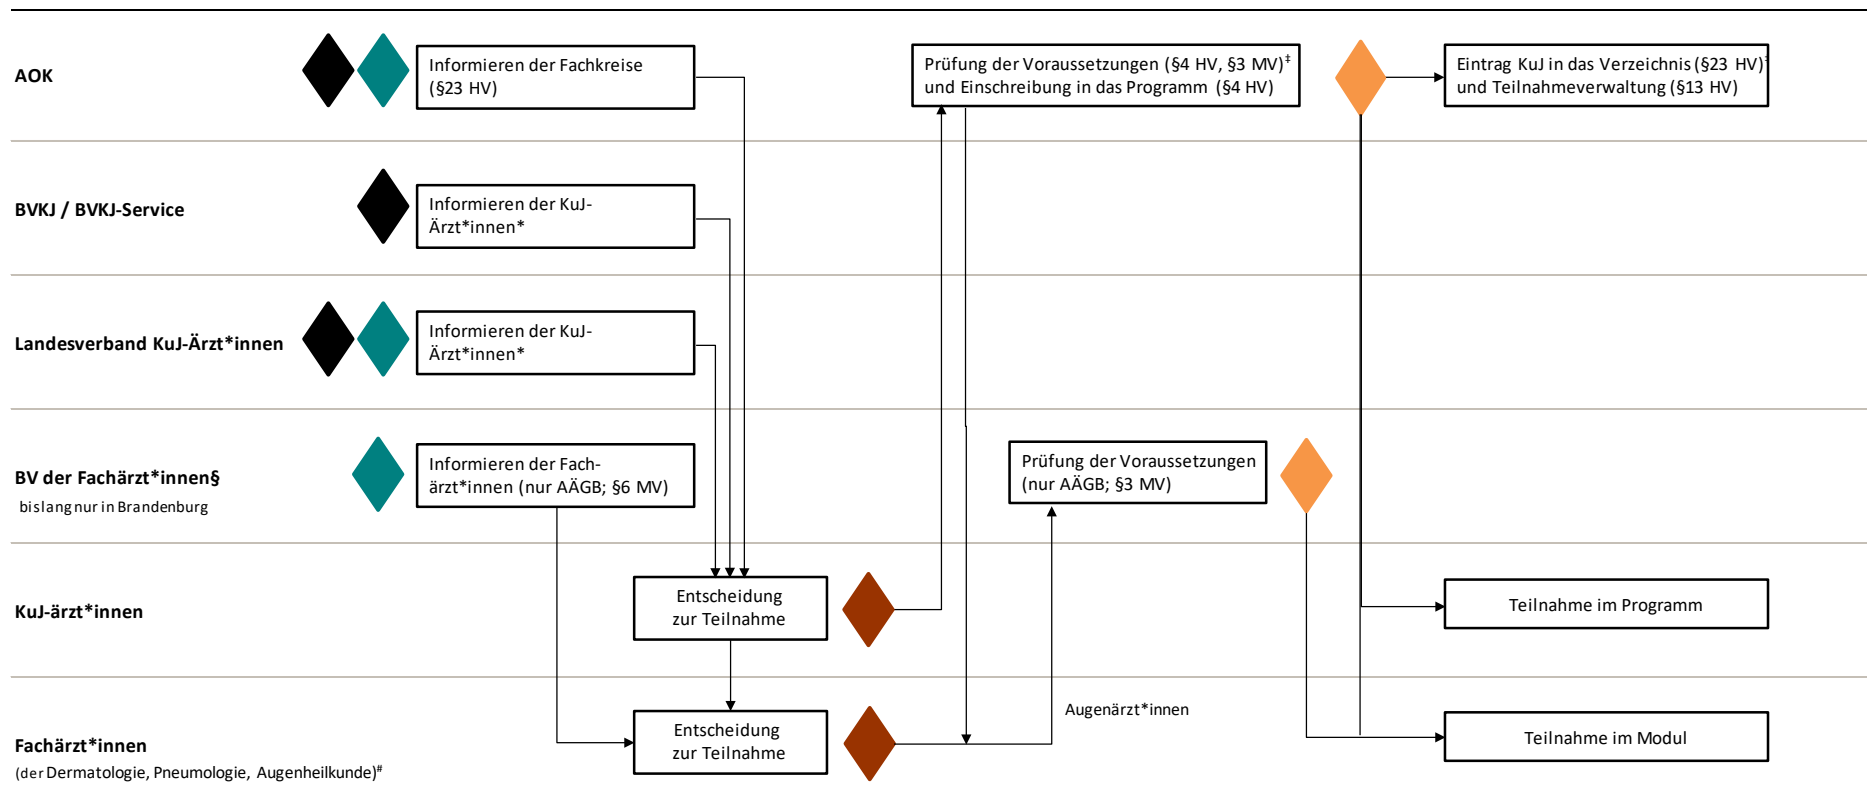 AOK
Informieren der Fachkreise
(§23 HV)
Prüfung der Voraussetzungen (§4 HV, §3 MV)‡
und Einschreibung in das Programm (§4 HV)
Eintrag KuJ in das Verzeichnis (§23 HV)‡
und Teilnahmeverwaltung (§13 HV)
BVKJ / BVKJ-Service
Informieren der KuJ-
Ärzt*innen*
Landesverband KuJ-Ärzt*innen
Informieren der KuJ-
Ärzt*innen*
BV der Fachärzt*innen§
bislang nur in Brandenburg
Informieren der Fach-
ärzt*innen (nur AÄGB; §6 MV)
Prüfung der Voraussetzungen
(nur AÄGB; §3 MV)
KuJ-ärzt*innen
Entscheidung
zur Teilnahme
Teilnahme im Programm
Fachärzt*innen
(der Dermatologie, Pneumologie, Augenheilkunde)#
Entscheidung
zur Teilnahme
Augenärzt*innen
Teilnahme im Modul